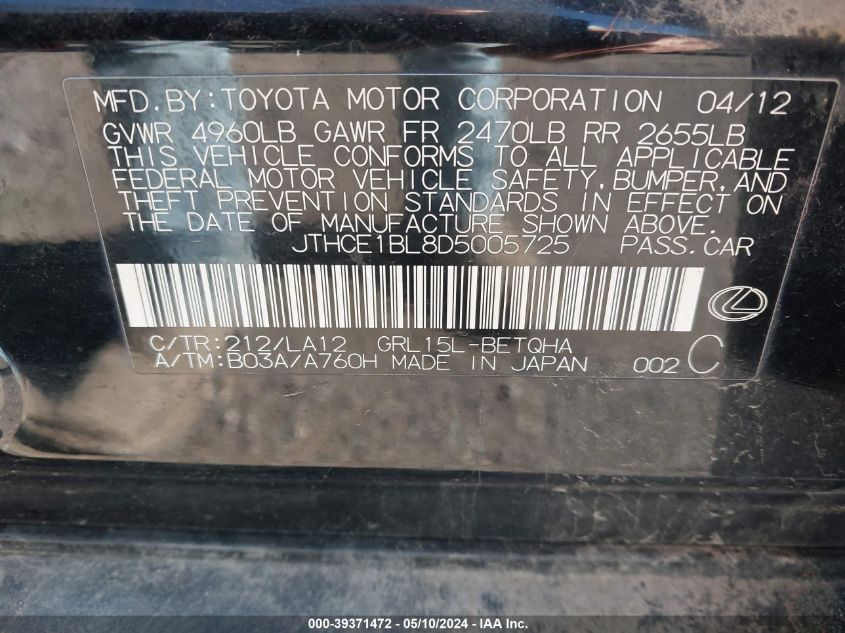 MFD.BY:TOYOTA MOTOR CORPORATION 04/12
GVWR 4960LB GAWR FR 2470LB RR 2655LB
THIS VEHICLE CONFORMS TO ALL APPLICABLE
FEDERAL MOTOR VEHICLE SAFETY,BUMPER,AND
THEFT PREVENTION STANDARDS IN EFFECT ON
THE DATE OF MANUFACTURE SHOWN ABOVE.
JTHCE1BL8D5005725 PASS.CAR
C/TR:212/LA12 GRL15L-BETQHA
A/TM:B03A/A760H MADE IN JAPAN 002 C
000-39371472 - 05/10/2024 - IAAI.com